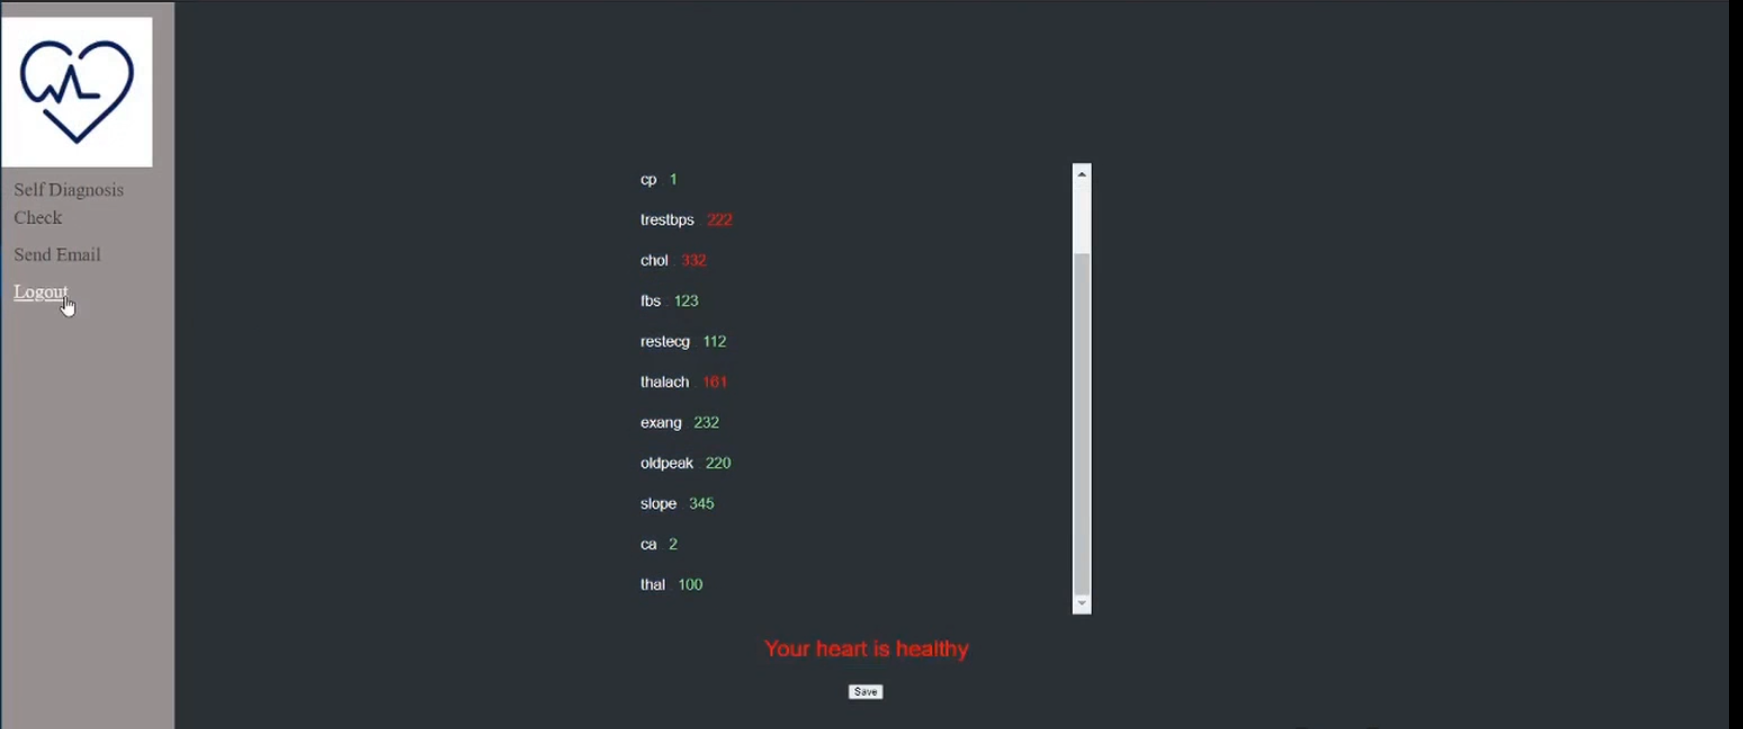 Self Diagnosis
Check
Send Email
Logout
cp 1
trestbps 222
chol 332
fbs 123
restecg 112
thalach 161
exang 232
oldpeak 220
slope 345
ca 2
thal 100
Your heart is healthy
Save